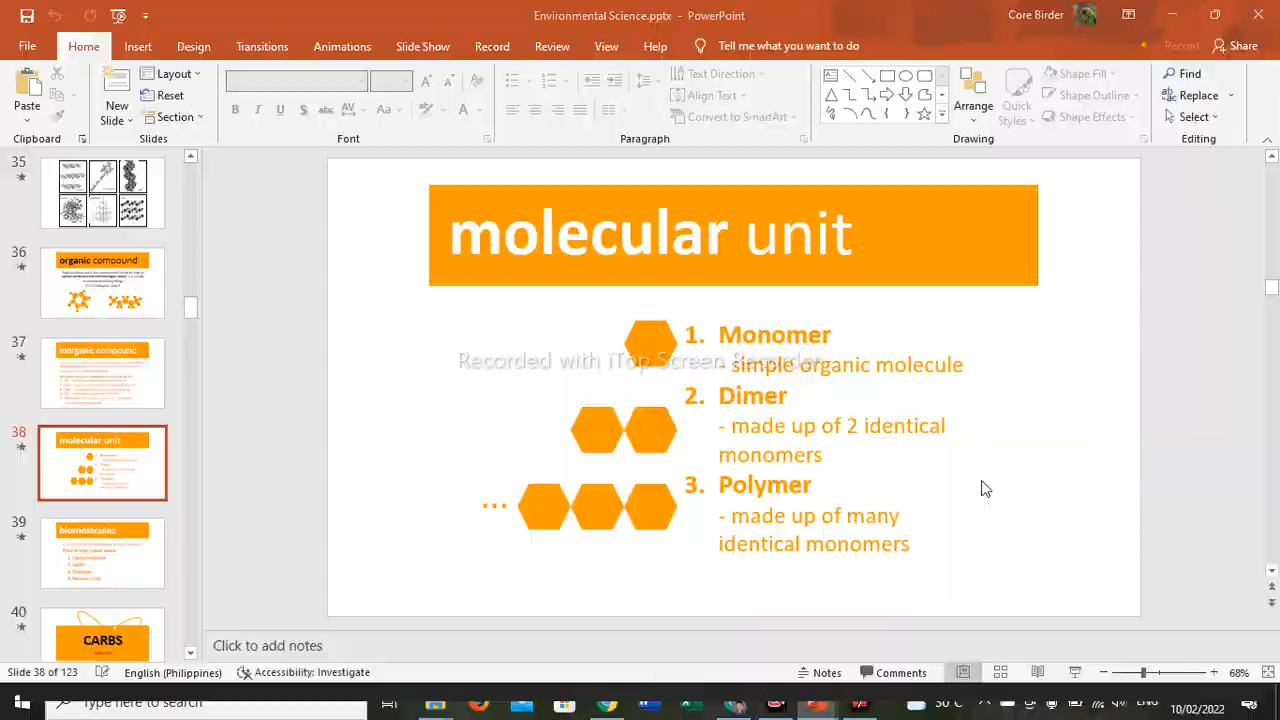 Environmental Science.pptx - PowerPoint
Core Birder
File Home Insert Design Transitions Animations Slide Show Record Review View Help Tell me what you want to do Record Share
Paste
Clipboard
New Slide
Layout
Reset
Section
Slides
B I U S abc AV Aa A
Font
Text Direction
Align Text
Convert to SmartArt
Paragraph
Arrange
Quick Styles
Shape Fill
Shape Outline
Shape Effects
Drawing
Find
Replace
Select
Editing
35
36
organic compound
37
inorganic compound
38
molecular unit
39
biomolecules
40
CARBS
molecular unit
1. Monomer
- simple organic molecule
Recorded with iTop Screen Recorder
2. Dimer
- made up of 2 identical
monomers
3. Polymer
- made up of many
identical monomers
...
Click to add notes
Slide 38 of 123 English (Philippines) Accessibility: Investigate Notes Comments 68%
Type here to search
10/02/2022